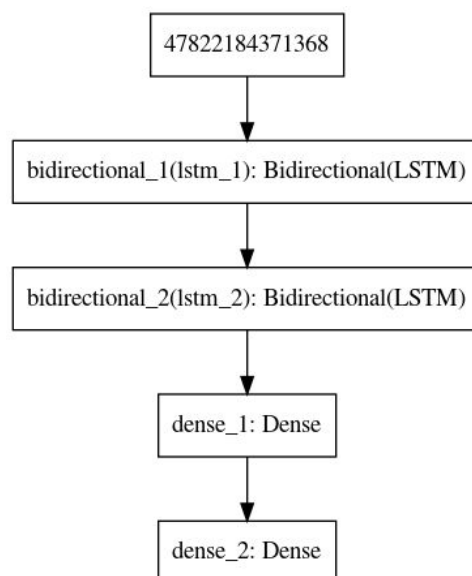 47822184371368
bidirectional_1(lstm_1): Bidirectional(LSTM)
bidirectional_2(lstm_2): Bidirectional(LSTM)
dense_1: Dense
dense_2: Dense